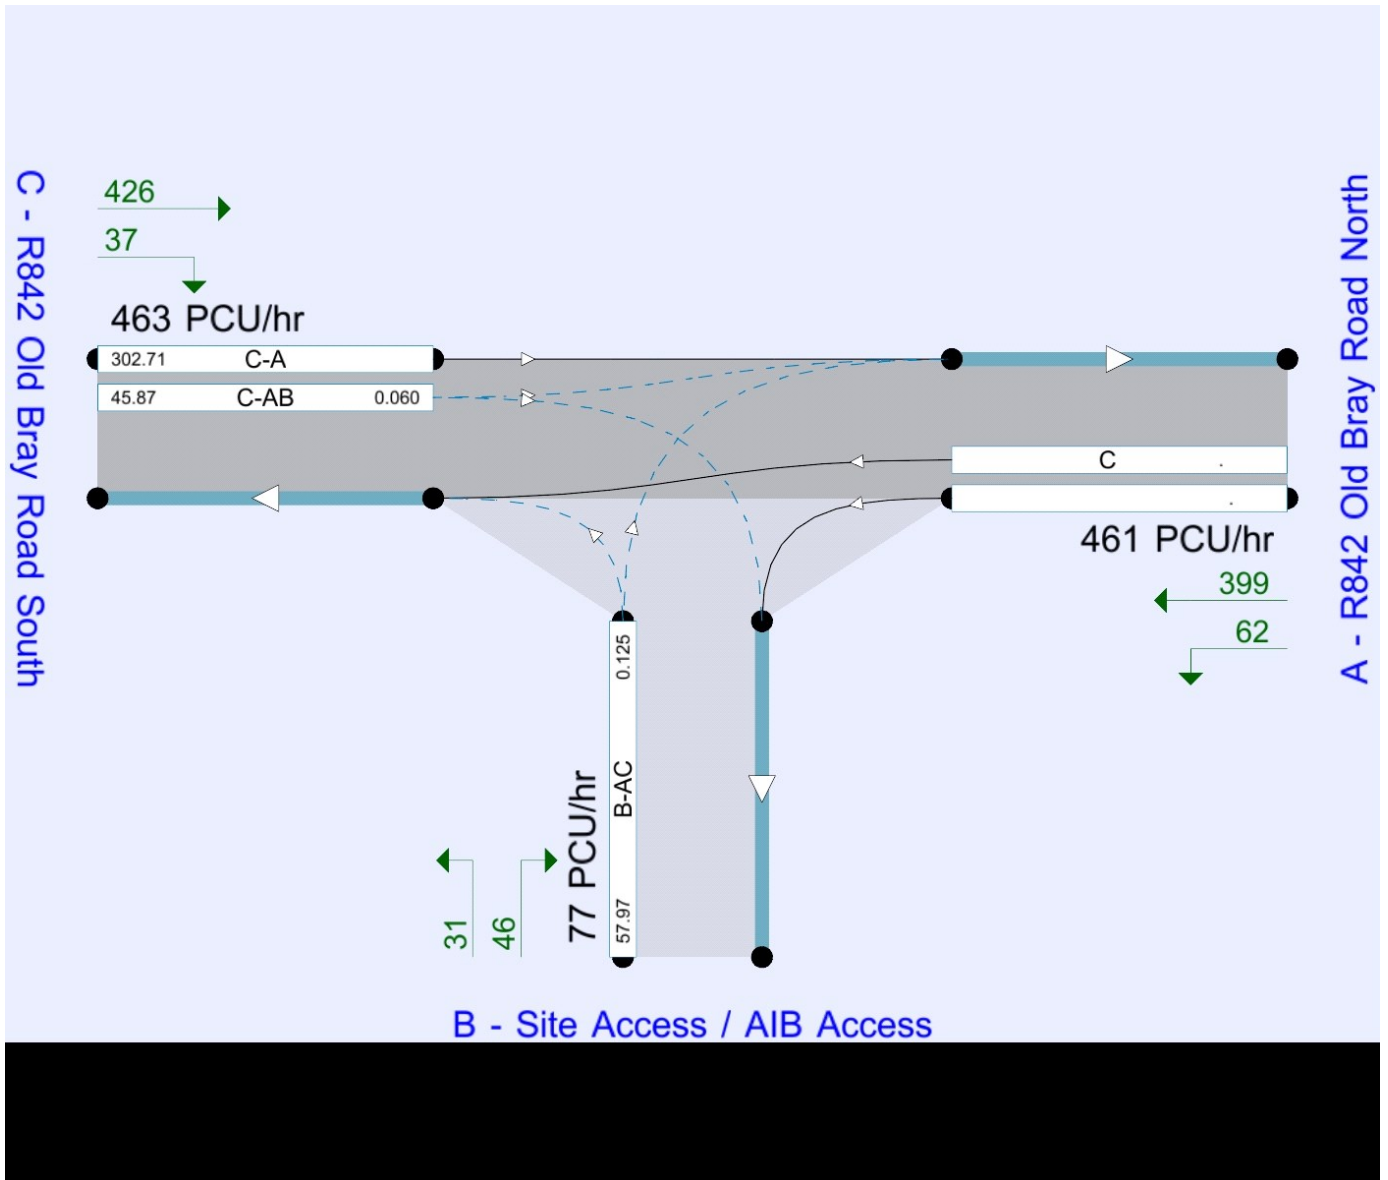 C - R842 Old Bray Road South
426
37
463 PCU/hr
302.71 C-A
45.87 C-AB 0.060
C .
.
461 PCU/hr
399
62
A - R842 Old Bray Road North
0.125
B-AC
57.97
77 PCU/hr
31
46
B - Site Access / AIB Access